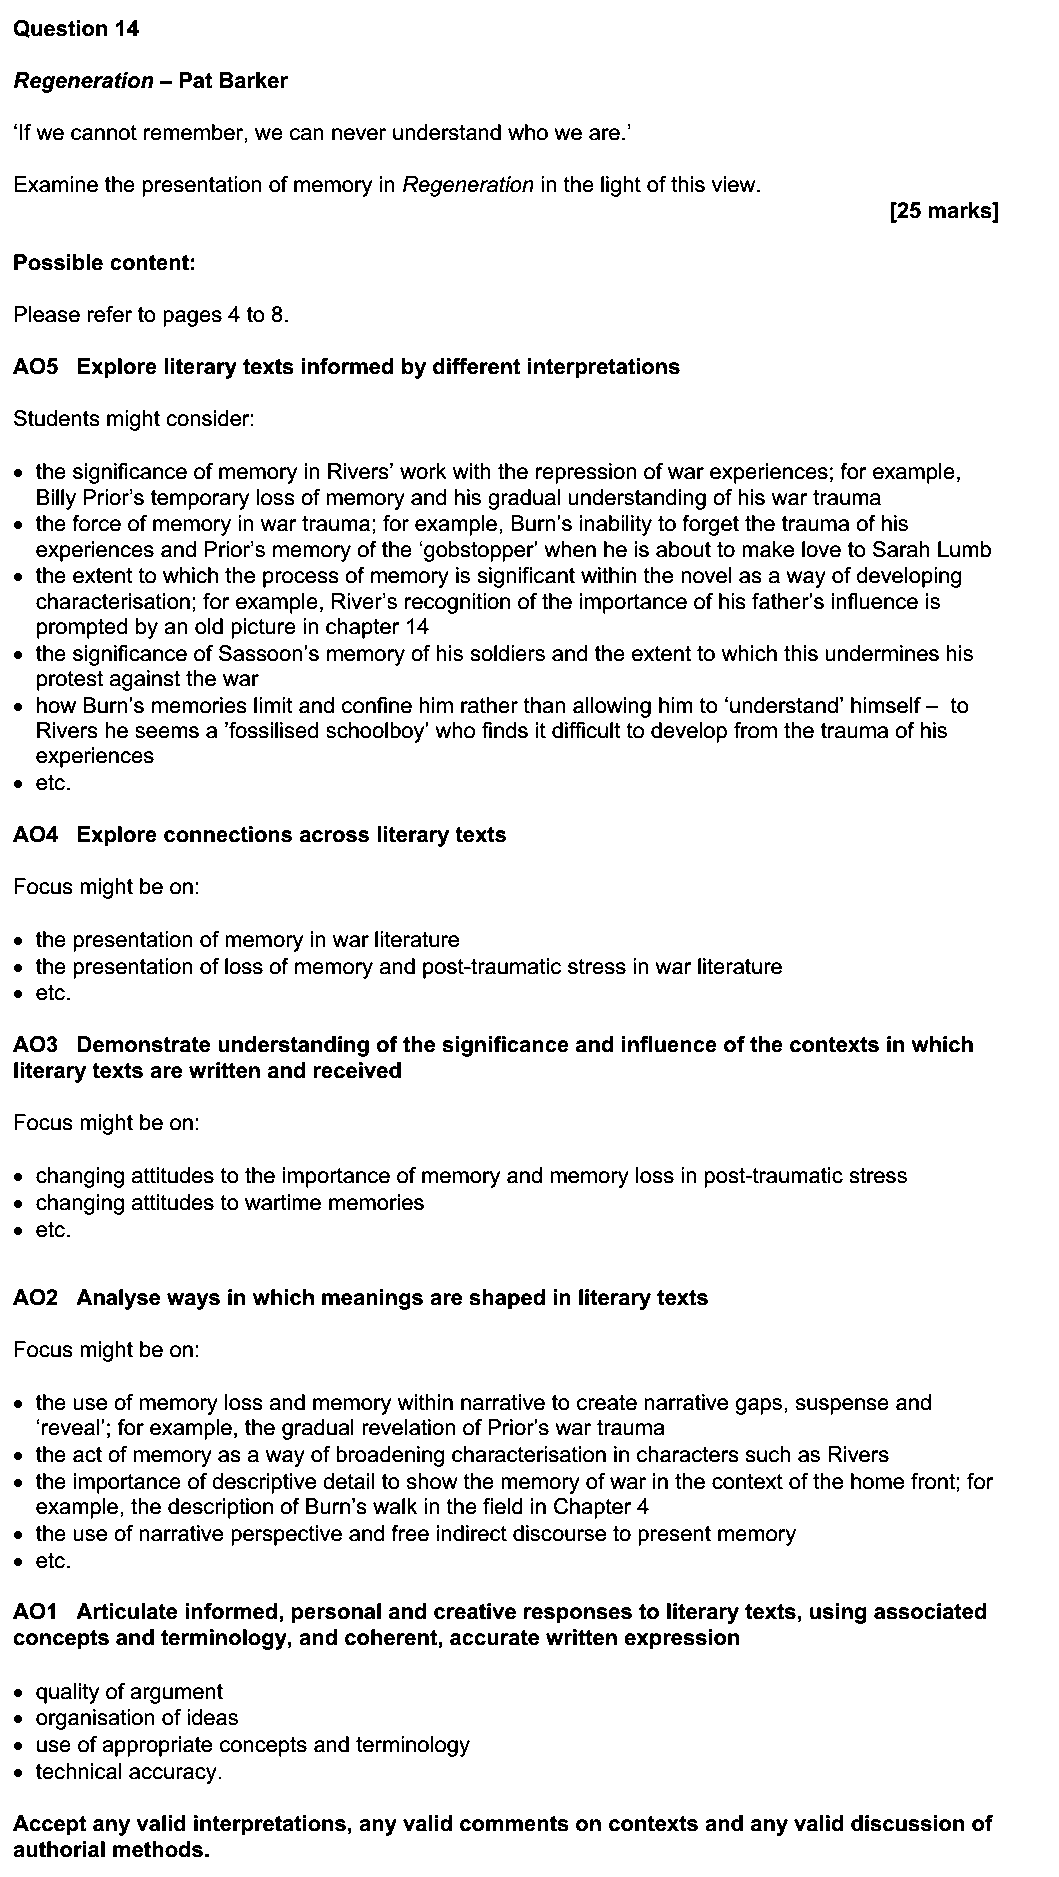 Question 14
Regeneration – Pat Barker
‘If we cannot remember, we can never understand who we are.’
Examine the presentation of memory in Regeneration in the light of this view.
[25 marks]
Possible content:
Please refer to pages 4 to 8.
AO5 Explore literary texts informed by different interpretations
Students might consider:
• the significance of memory in Rivers’ work with the repression of war experiences; for example,
Billy Prior’s temporary loss of memory and his gradual understanding of his war trauma
• the force of memory in war trauma; for example, Burn’s inability to forget the trauma of his
experiences and Prior’s memory of the ‘gobstopper’ when he is about to make love to Sarah Lumb
• the extent to which the process of memory is significant within the novel as a way of developing
characterisation; for example, River’s recognition of the importance of his father’s influence is
prompted by an old picture in chapter 14
• the significance of Sassoon’s memory of his soldiers and the extent to which this undermines his
protest against the war
• how Burn’s memories limit and confine him rather than allowing him to ‘understand’ himself – to
Rivers he seems a ’fossilised schoolboy’ who finds it difficult to develop from the trauma of his
experiences
• etc.
AO4 Explore connections across literary texts
Focus might be on:
• the presentation of memory in war literature
• the presentation of loss of memory and post-traumatic stress in war literature
• etc.
AO3 Demonstrate understanding of the significance and influence of the contexts in which
literary texts are written and received
Focus might be on:
• changing attitudes to the importance of memory and memory loss in post-traumatic stress
• changing attitudes to wartime memories
• etc.
AO2 Analyse ways in which meanings are shaped in literary texts
Focus might be on:
• the use of memory loss and memory within narrative to create narrative gaps, suspense and
‘reveal’; for example, the gradual revelation of Prior’s war trauma
• the act of memory as a way of broadening characterisation in characters such as Rivers
• the importance of descriptive detail to show the memory of war in the context of the home front; for
example, the description of Burn’s walk in the field in Chapter 4
• the use of narrative perspective and free indirect discourse to present memory
• etc.
AO1 Articulate informed, personal and creative responses to literary texts, using associated
concepts and terminology, and coherent, accurate written expression
• quality of argument
• organisation of ideas
• use of appropriate concepts and terminology
• technical accuracy.
Accept any valid interpretations, any valid comments on contexts and any valid discussion of
authorial methods.